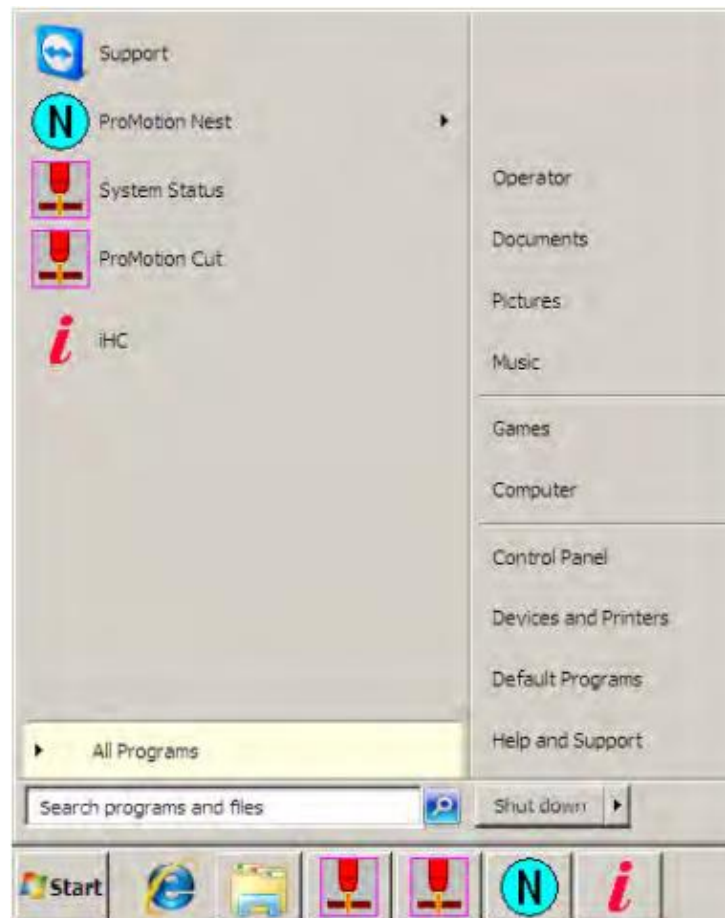 Support
N ProMotion Nest
System Status
ProMotion Cut
i iHC
All Programs
Search programs and files
Operator
Documents
Pictures
Music
Games
Computer
Control Panel
Devices and Printers
Default Programs
Help and Support
Shut down
Start N i